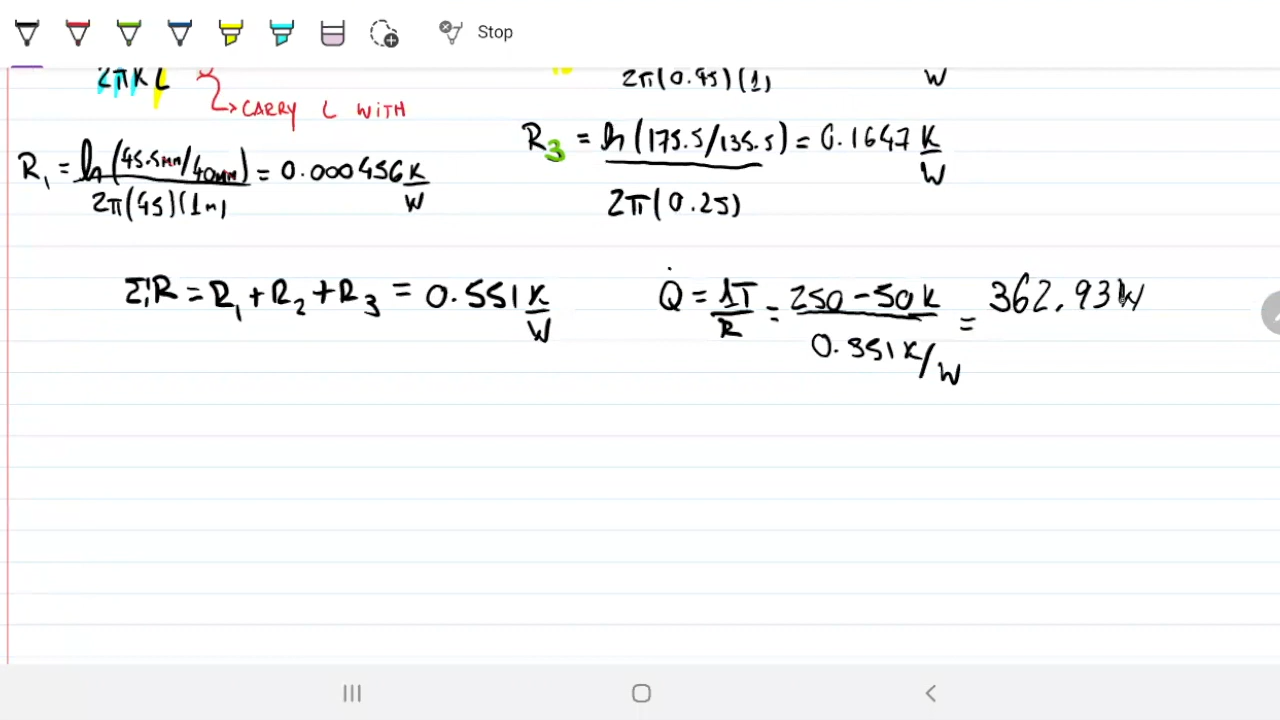 Stop
2πKL
CARRY L WITH
2π(0.45)(1)
W
R₁ = ln(45.5mm/40mm) = 0.000456 K
2π(45)(1m) W
R₃ = ln(175.5/135.5) = 0.1647 K
2π(0.25) W
ΣR = R₁ + R₂ + R₃ = 0.551 K
W
Q̇ = ΔT = 250 - 50 K = 362.93 W
R 0.551 K/W